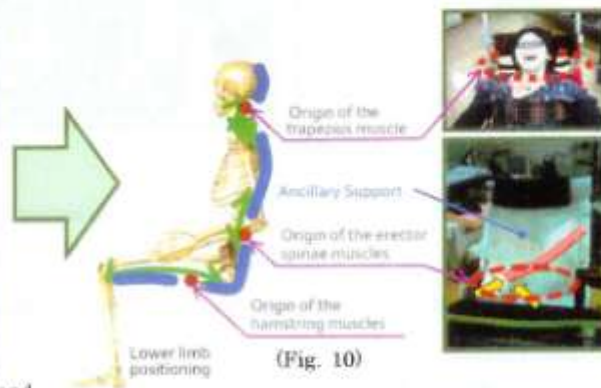 Origin of the
trapezius muscle
Ancillary Support
Origin of the erector
spinae muscles
Origin of the
hamstring muscles
Lower limb
positioning
(Fig. 10)